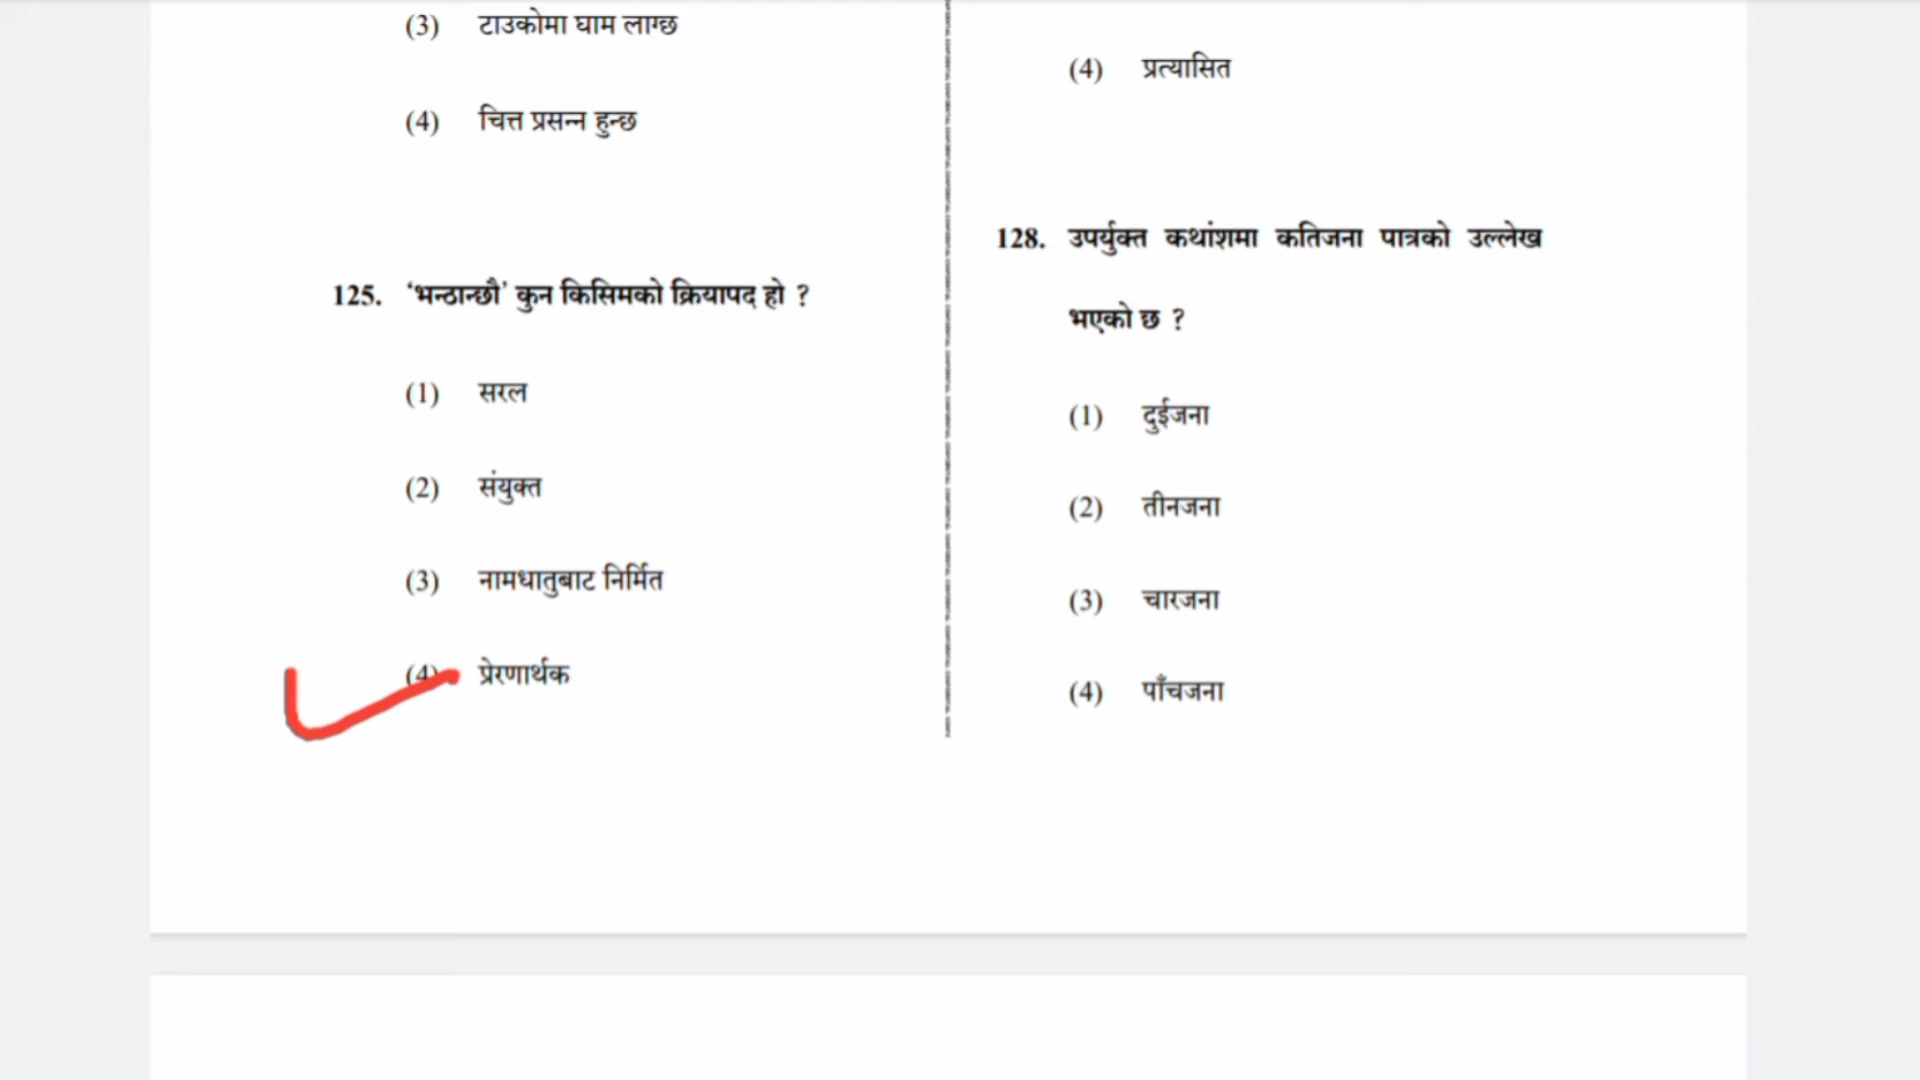 (3) टाउकोमा घाम लाग्छ
(4) चित्त प्रसन्न हुन्छ
125. ‘भन्ठान्छौ’ कुन किसिमको क्रियापद हो ?
(1) सरल
(2) संयुक्त
(3) नामधातुबाट निर्मित
(4) प्रेरणार्थक
(4) प्रत्यासित
128. उपर्युक्त कथांशमा कतिजना पात्रको उल्लेख
भएको छ ?
(1) दुईजना
(2) तीनजना
(3) चारजना
(4) पाँचजना